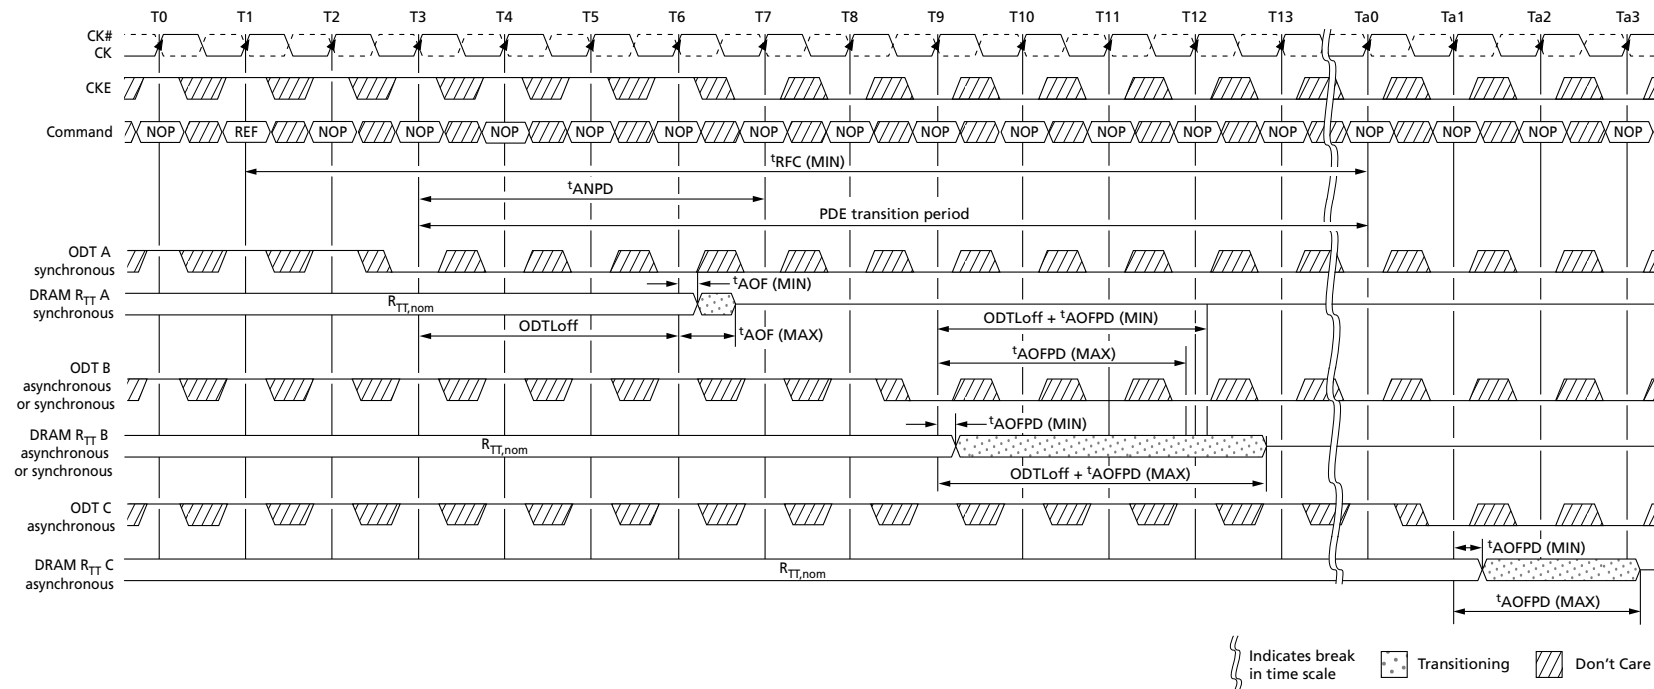 T0 T1 T2 T3 T4 T5 T6 T7 T8 T9 T10 T11 T12 T13 Ta0 Ta1 Ta2 Ta3
CK#
CK
CKE
Command NOP REF NOP NOP NOP NOP NOP NOP NOP NOP NOP NOP NOP NOP NOP NOP NOP NOP
tRFC (MIN)
tANPD
PDE transition period
ODT A
synchronous
tAOF (MIN)
DRAM RTT A
synchronous
RTT,nom
ODTLoff
tAOF (MAX)
ODTLoff + tAOFPD (MIN)
tAOFPD (MAX)
ODT B
asynchronous
or synchronous
tAOFPD (MIN)
DRAM RTT B
asynchronous
or synchronous
RTT,nom
ODTLoff + tAOFPD (MAX)
ODT C
asynchronous
tAOFPD (MIN)
DRAM RTT C
asynchronous
RTT,nom
tAOFPD (MAX)
Indicates break
in time scale
Transitioning
Don't Care